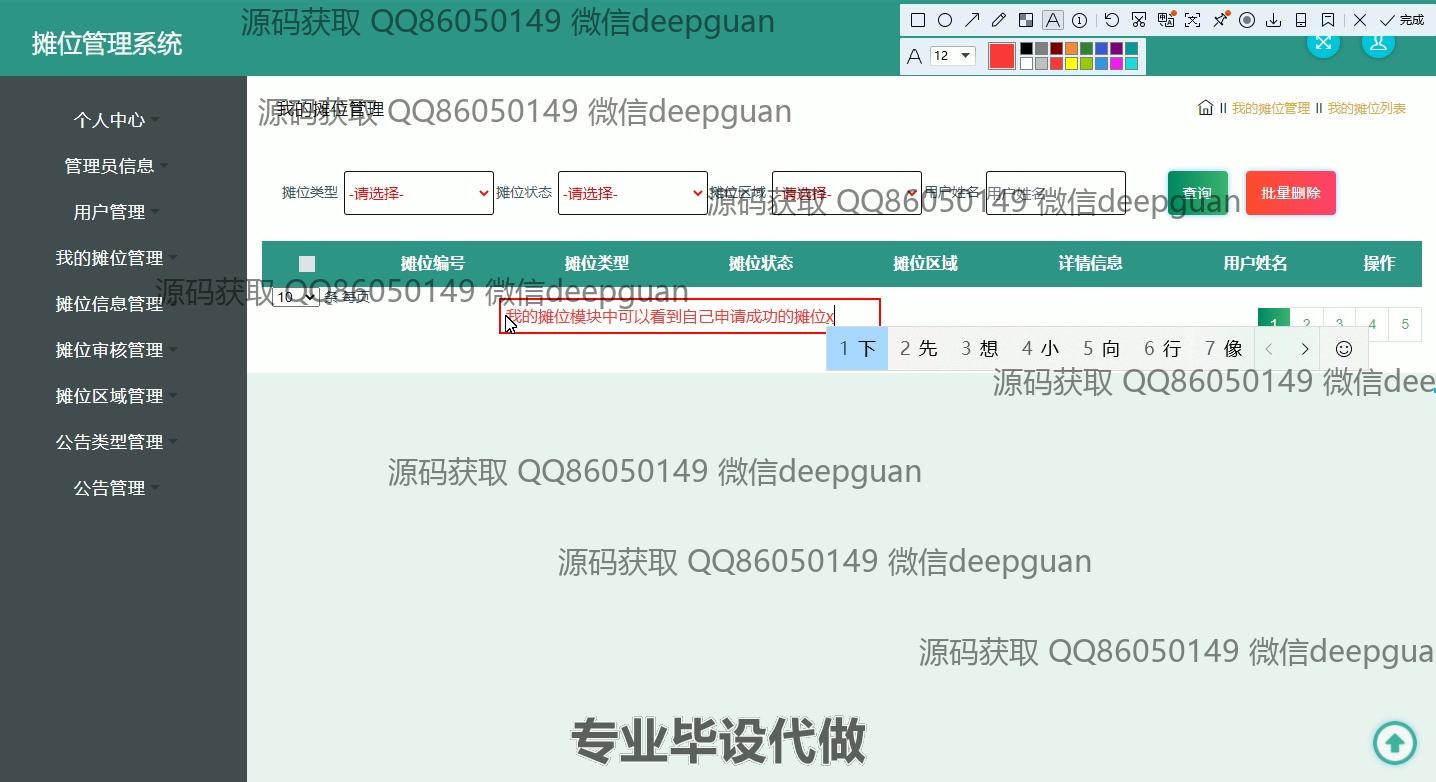 源码获取 QQ86050149 微信deepguan
完成
摊位管理系统
A 12
个人中心
管理员信息
用户管理
我的摊位管理
摊位信息管理
摊位审核管理
摊位区域管理
公告类型管理
公告管理
我的摊位管理
源码获取 QQ86050149 微信deepguan
我的摊位管理 II 我的摊位列表
摊位类型 -请选择- 摊位状态 -请选择- 摊位区域 -请选择- 用户姓名 用户姓名 查询 批量删除
源码获取 QQ86050149 微信deepguan
摊位编号 摊位类型 摊位状态 摊位区域 详情信息 用户姓名 操作
源码获取 QQ86050149 微信deepguan
10 条 每页
我的摊位模块中可以看到自己申请成功的摊位x
1 2 3 4 5
1 下 2 先 3 想 4 小 5 向 6 行 7 像
源码获取 QQ86050149 微信dee
源码获取 QQ86050149 微信deepguan
源码获取 QQ86050149 微信deepguan
源码获取 QQ86050149 微信deepgua
专业毕设代做